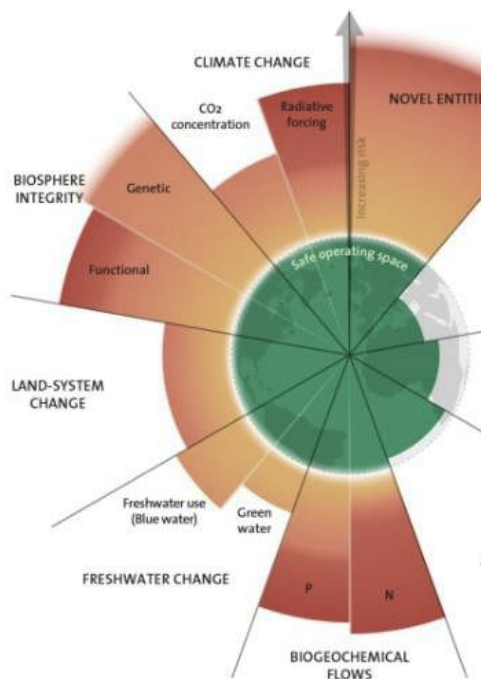 CLIMATE CHANGE
CO2
concentration
Radiative
forcing
NOVEL ENTITI
Increasing risk
BIOSPHERE
INTEGRITY
Genetic
Functional
Safe operating space
LAND-SYSTEM
CHANGE
Freshwater use
(Blue water)
Green
water
FRESHWATER CHANGE
P
N
BIOGEOCHEMICAL
FLOWS